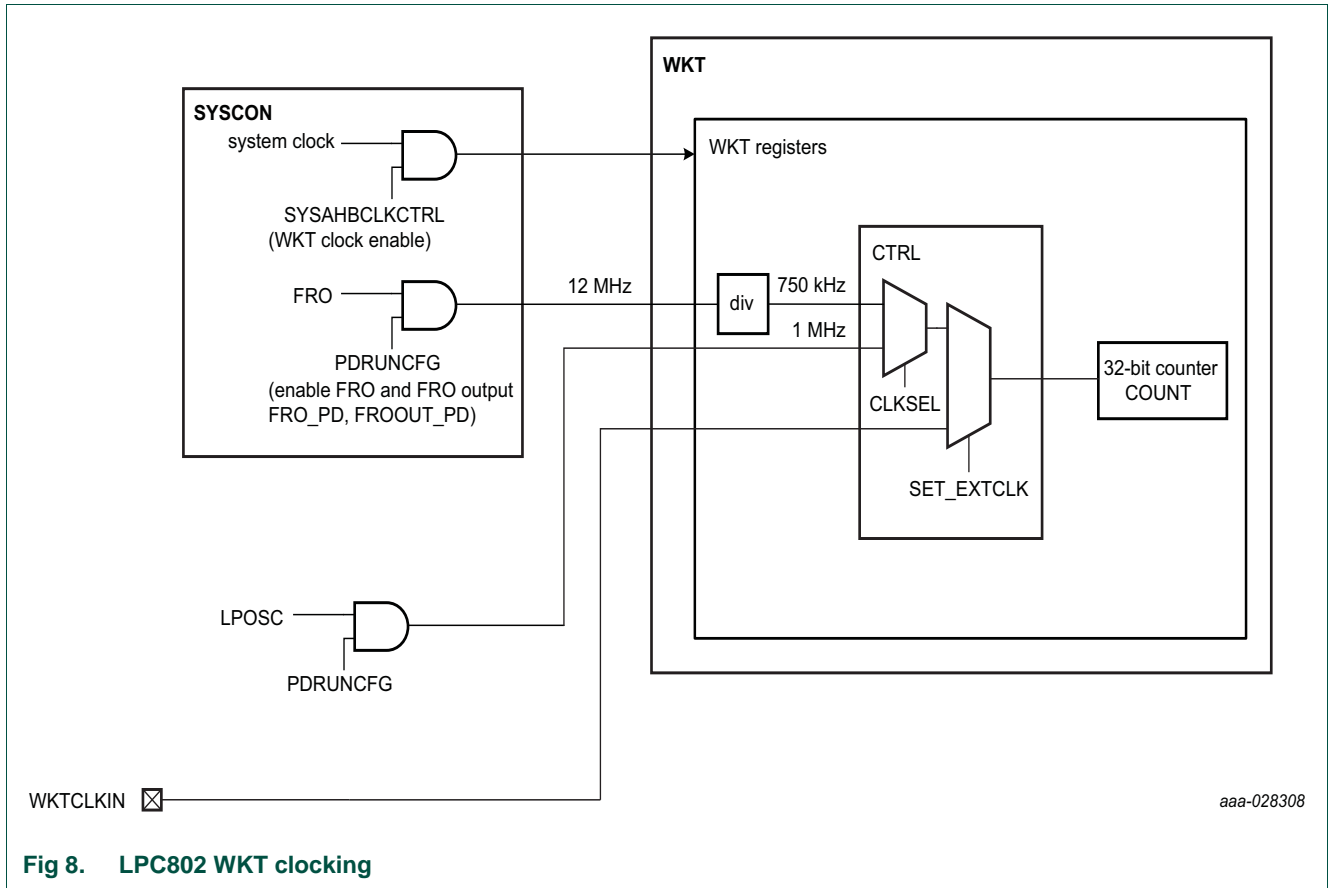 WKT
SYSCON
system clock
WKT registers
SYSAHBCLKCTRL
(WKT clock enable)
CTRL
FRO
12 MHz
div
750 kHz
1 MHz
PDRUNCFG
(enable FRO and FRO output
FRO_PD, FROOUT_PD)
CLKSEL
32-bit counter
COUNT
SET_EXTCLK
LPOSC
PDRUNCFG
WKTCLKIN
aaa-028308
Fig 8. LPC802 WKT clocking